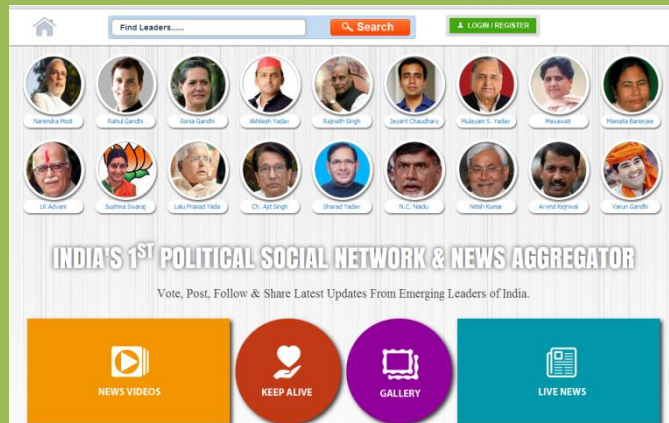 Find Leaders......
Search
LOGIN / REGISTER
Narendra Modi
Rahul Gandhi
Sonia Gandhi
Akhilesh Yadav
Rajnath Singh
Jayant Chaudhary
Mulayam S. Yadav
Mayawati
Mamata Banerjee
LK Advani
Sushma Swaraj
Lalu Prasad Yada
Ch. Ajit Singh
Sharad Yadav
N.C. Naidu
Nitish Kumar
Arvind Kejriwal
Varun Gandhi
INDIA'S 1ST POLITICAL SOCIAL NETWORK & NEWS AGGREGATOR
Vote, Post, Follow & Share Latest Updates From Emerging Leaders of India.
NEWS VIDEOS
KEEP ALIVE
GALLERY
LIVE NEWS